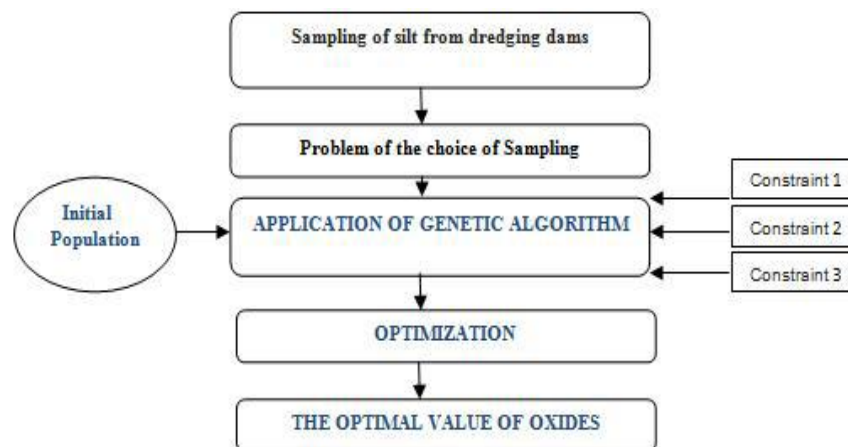 Sampling of silt from dredging dams
Problem of the choice of Sampling
Constraint 1
Initial
Population
APPLICATION OF GENETIC ALGORITHM
Constraint 2
Constraint 3
OPTIMIZATION
THE OPTIMAL VALUE OF OXIDES